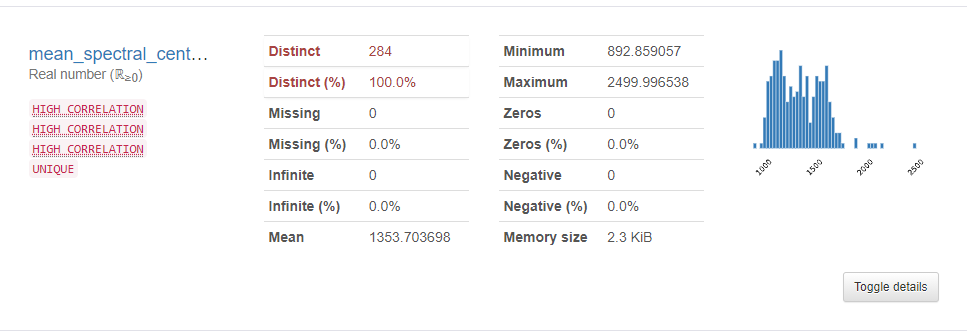 mean_spectral_cent…
Real number (ℝ≥0)
HIGH CORRELATION
HIGH CORRELATION
HIGH CORRELATION
UNIQUE
Distinct 284
Distinct (%) 100.0%
Missing 0
Missing (%) 0.0%
Infinite 0
Infinite (%) 0.0%
Mean 1353.703698
Minimum 892.859057
Maximum 2499.996538
Zeros 0
Zeros (%) 0.0%
Negative 0
Negative (%) 0.0%
Memory size 2.3 KiB
1000 1500 2000 2500
Toggle details